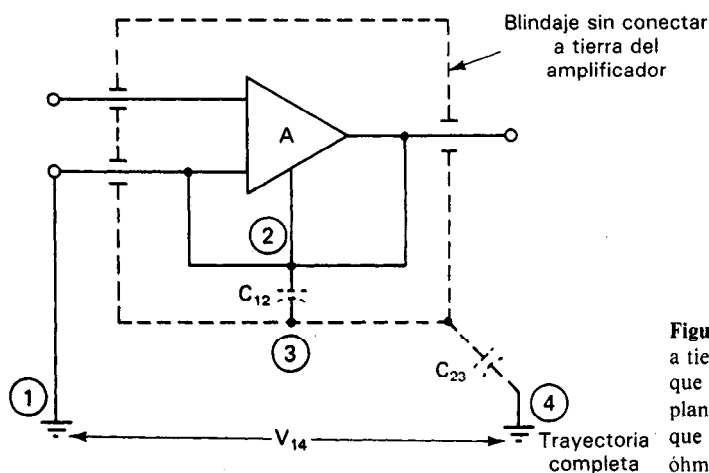 Blindaje sin conectar
a tierra del
amplificador
A
2
C12
3
C23
1
4
V14
Trayectoria
completa
Figu
a tie
que
plan
que
óhm